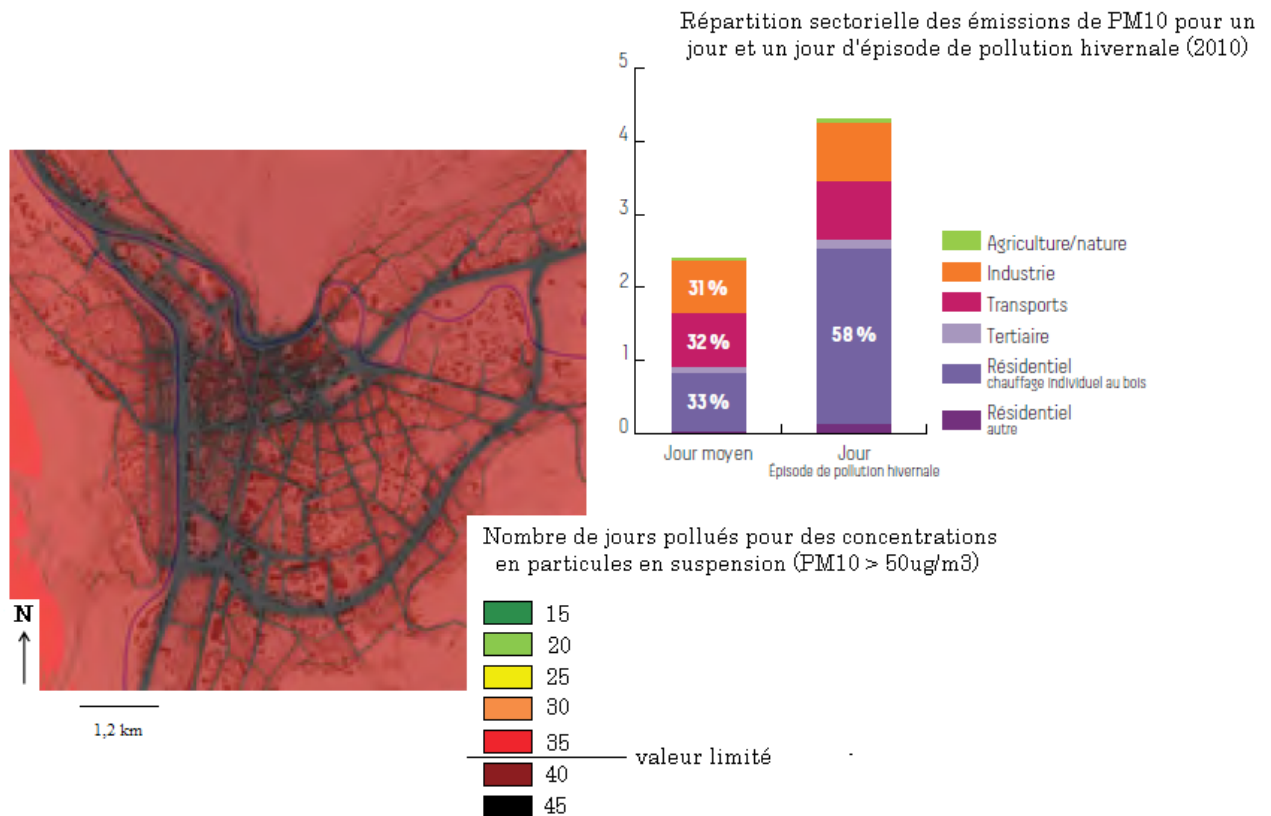 Répartition sectorielle des émissions de PM10 pour un
jour et un jour d'épisode de pollution hivernale (2010)
5
4
3
2
1
0
31 %
32 %
33 %
58 %
Jour moyen
Jour
Épisode de pollution hivernale
Agriculture/nature
Industrie
Transports
Tertiaire
Résidentiel
chauffage individuel au bois
Résidentiel
autre
N
1,2 km
Nombre de jours pollués pour des concentrations
en particules en suspension (PM10 > 50ug/m3)
15
20
25
30
35
valeur limité
40
45